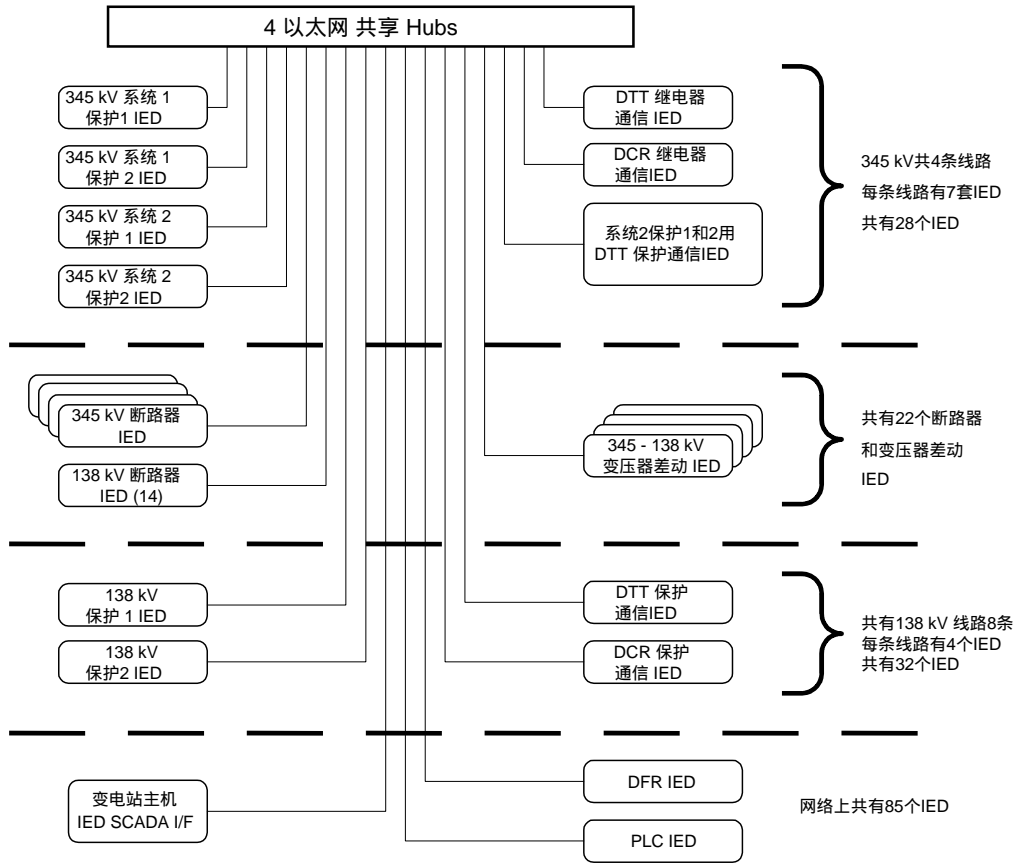 4 以太网 共享 Hubs
345 kV 系统 1
保护1 IED
345 kV 系统 1
保护 2 IED
345 kV 系统 2
保护 1 IED
345 kV 系统 2
保护2 IED
DTT 继电器
通信 IED
DCR 继电器
通信IED
系统2保护1和2用
DTT 保护通信IED
345 kV共4条线路
每条线路有7套IED
共有28个IED
345 kV 断路器
IED
138 kV 断路器
IED (14)
345 - 138 kV
变压器差动 IED
共有22个断路器
和变压器差动
IED
138 kV
保护 1 IED
138 kV
保护2 IED
DTT 保护
通信IED
DCR 保护
通信 IED
共有138 kV 线路8条
每条线路有4个IED
共有32个IED
变电站主机
IED SCADA I/F
DFR IED
PLC IED
网络上共有85个IED